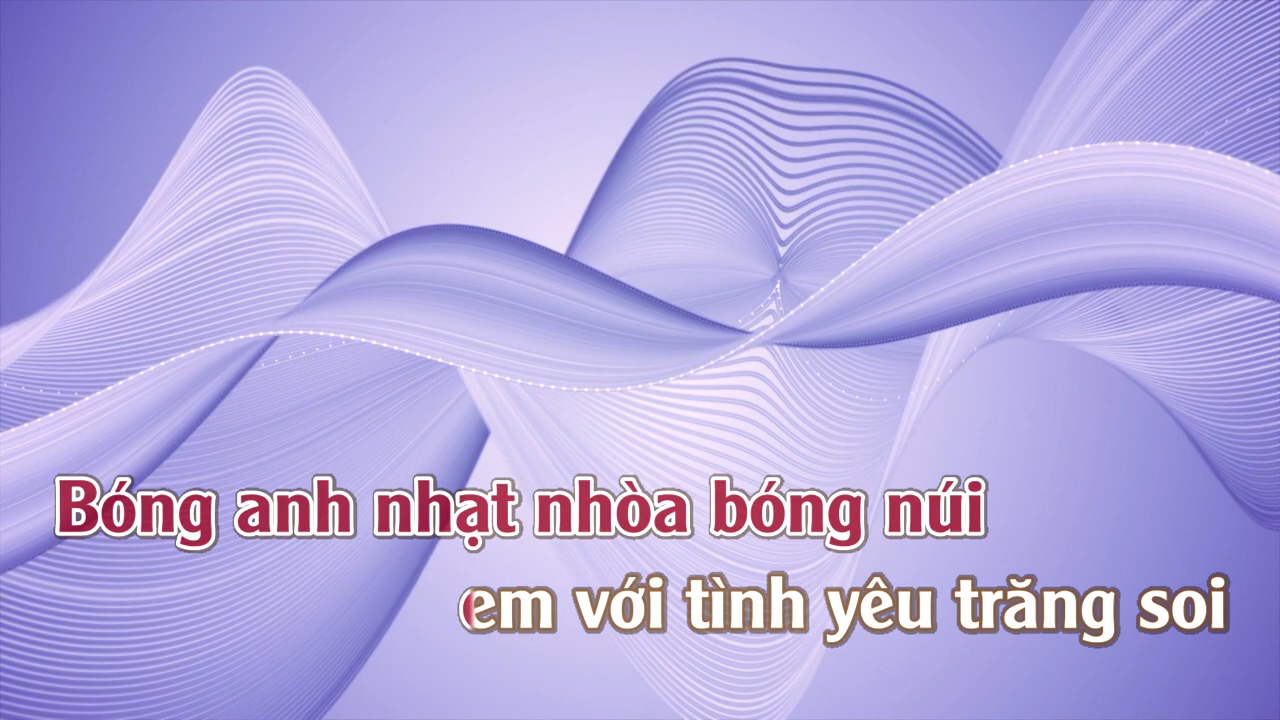 Bóng anh nhạt nhòa bóng núi
em với tình yêu trăng soi